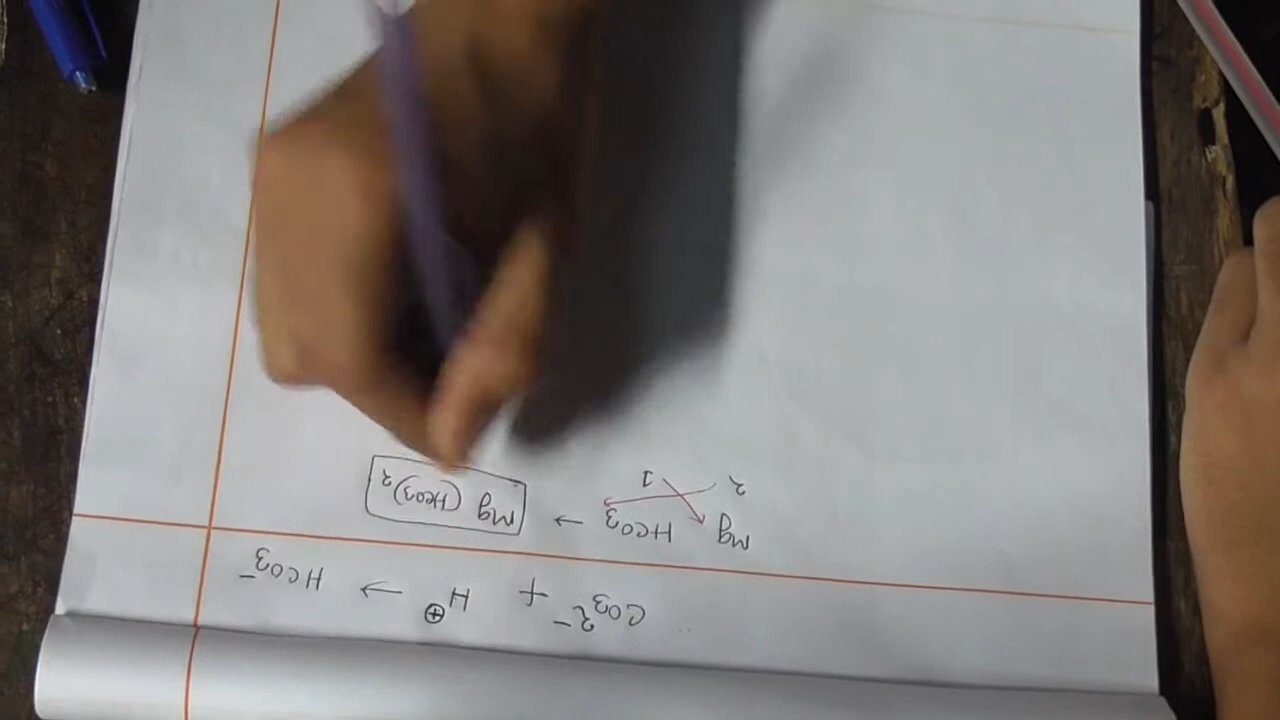 CO3 2- + H⊕ → HCO3-
Mg HCO3 → Mg (HCO3)2
2 1